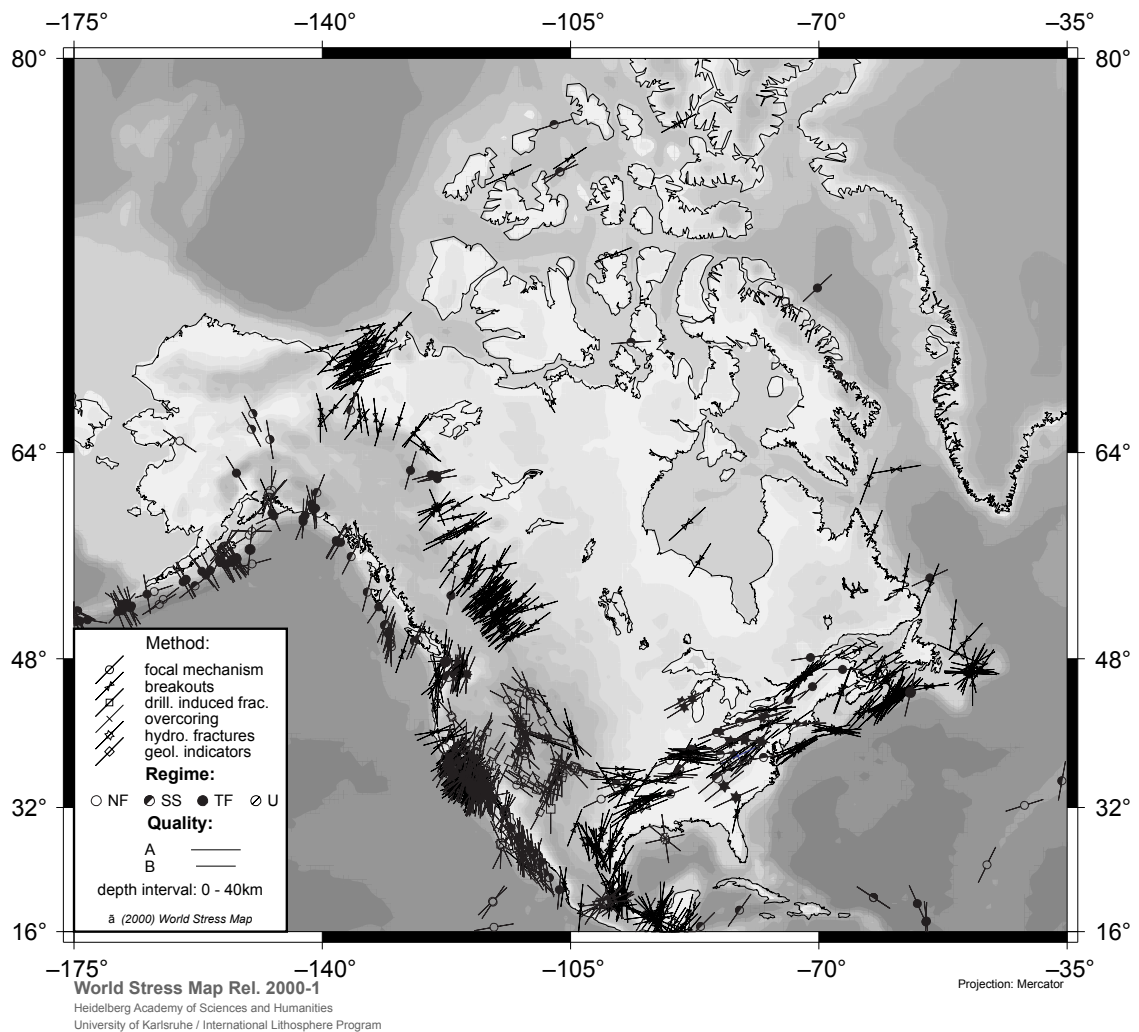 −175° −140° −105° −70° −35°
80° 80°
64° 64°
48° 48°
32° 32°
16° 16°
Method:
focal mechanism
breakouts
drill. induced frac.
overcoring
hydro. fractures
geol. indicators
Regime:
NF SS TF U
Quality:
A
B
depth interval: 0 - 40km
ã (2000) World Stress Map
−175° −140° −105° −70° −35°
World Stress Map Rel. 2000-1
Projection: Mercator
Heidelberg Academy of Sciences and Humanities
University of Karlsruhe / International Lithosphere Program